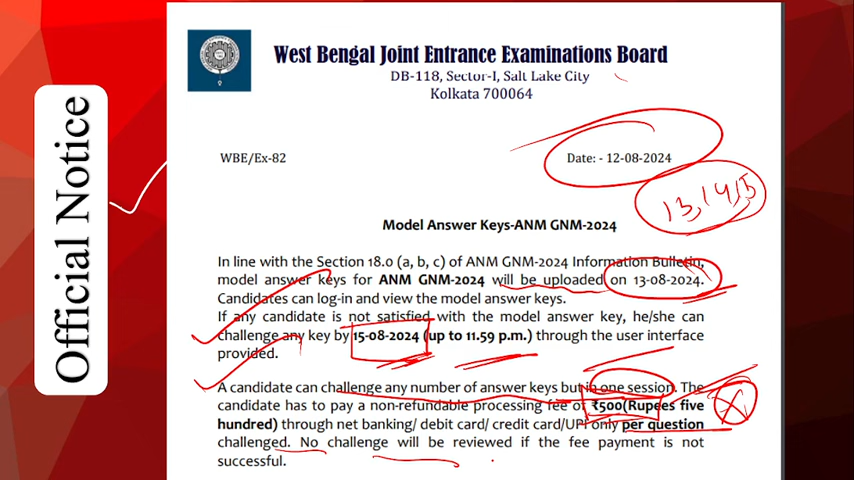 Official Notice
West Bengal Joint Entrance Examinations Board
DB-118, Sector-I, Salt Lake City
Kolkata 700064
WBE/Ex-82
Date: - 12-08-2024
13, 14, 15
Model Answer Keys-ANM GNM-2024
In line with the Section 18.0 (a, b, c) of ANM GNM-2024 Information Bulletin,
model answer keys for ANM GNM-2024 will be uploaded on 13-08-2024.
Candidates can log-in and view the model answer keys.
If any candidate is not satisfied with the model answer key, he/she can
challenge any key by 15-08-2024 (up to 11.59 p.m.) through the user interface
provided.
A candidate can challenge any number of answer keys but in one session. The
candidate has to pay a non-refundable processing fee of ₹500(Rupees five
hundred) through net banking/ debit card/ credit card/UPI only per question
challenged. No challenge will be reviewed if the fee payment is not
successful.